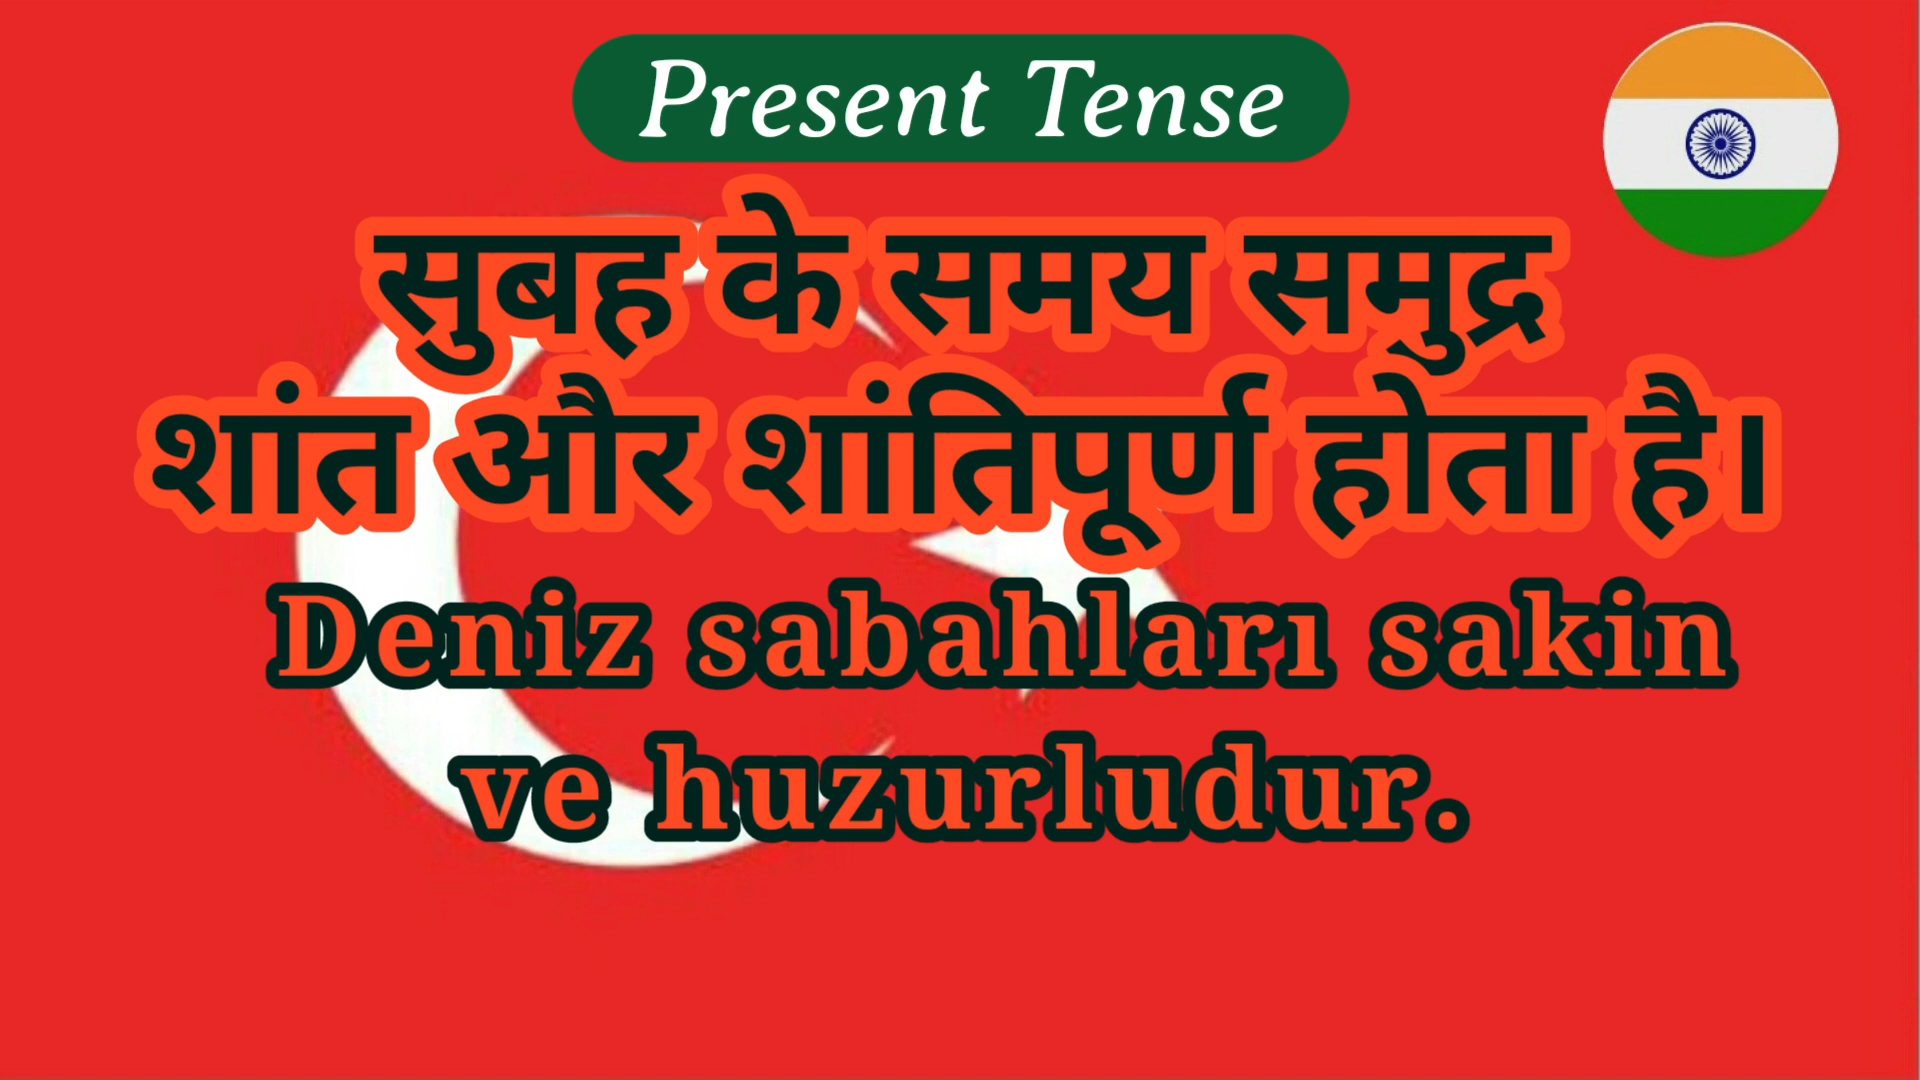 Present Tense
सुबह के समय समुद्र
शांत और शांतिपूर्ण होता है।
Deniz sabahları sakin
ve huzurludur.